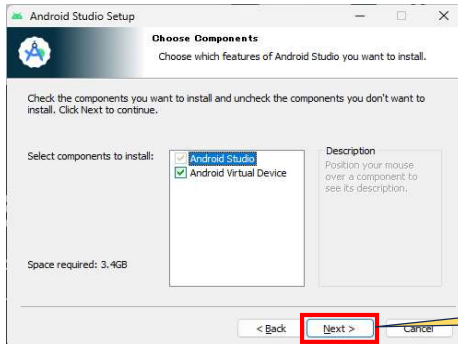 Android Studio Setup
Choose Components
Choose which features of Android Studio you want to install.
Check the components you want to install and uncheck the components you don't want to
install. Click Next to continue.
Select components to install:
Android Studio
Android Virtual Device
Description
Position your mouse
over a component to
see its description.
Space required: 3.4GB
< Back
Next >
Cancel